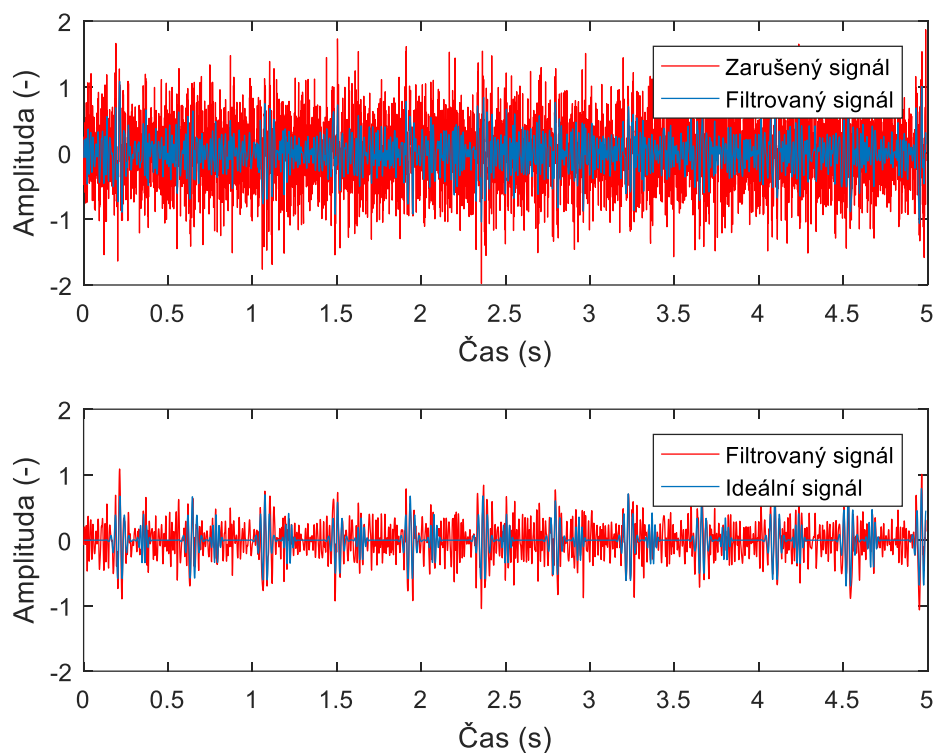 2
1
0
-1
-2
Amplituda (-)
Zarušený signál
Filtrovaný signál
0 0.5 1 1.5 2 2.5 3 3.5 4 4.5 5
Čas (s)
2
1
0
-1
-2
Amplituda (-)
Filtrovaný signál
Ideální signál
0 0.5 1 1.5 2 2.5 3 3.5 4 4.5 5
Čas (s)